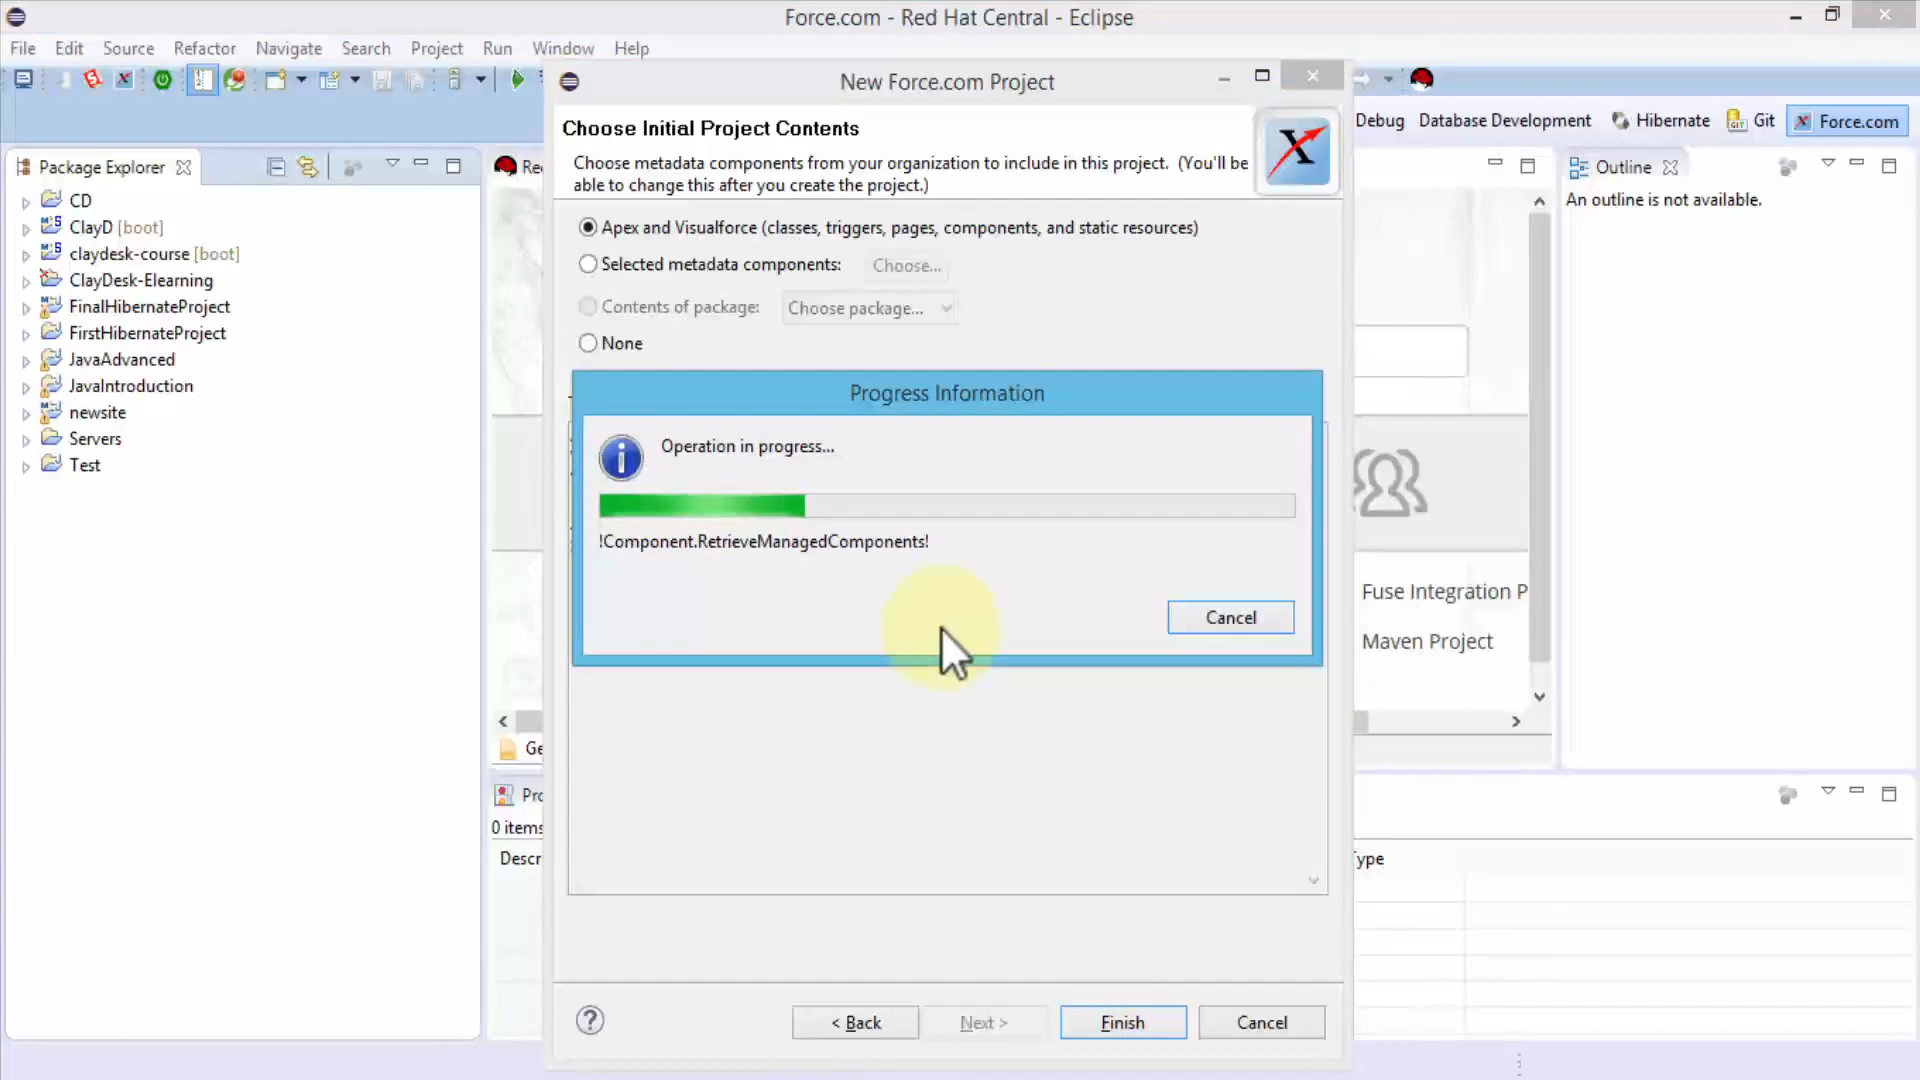 Force.com - Red Hat Central - Eclipse
File Edit Source Refactor Navigate Search Project Run Window Help
New Force.com Project
Debug Database Development Hibernate Git Force.com
Choose Initial Project Contents
Choose metadata components from your organization to include in this project. (You'll be
able to change this after you create the project.)
Package Explorer
CD
ClayD [boot]
claydesk-course [boot]
ClayDesk-Elearning
FinalHibernateProject
FirstHibernateProject
JavaAdvanced
JavaIntroduction
newsite
Servers
Test
Re
Apex and Visualforce (classes, triggers, pages, components, and static resources)
Selected metadata components: Choose...
Contents of package: Choose package...
None
Progress Information
Operation in progress...
!Component.RetrieveManagedComponents!
Cancel
Outline
An outline is not available.
Fuse Integration P
Maven Project
Ge
Pro
0 items
Descr
Type
< Back Next > Finish Cancel